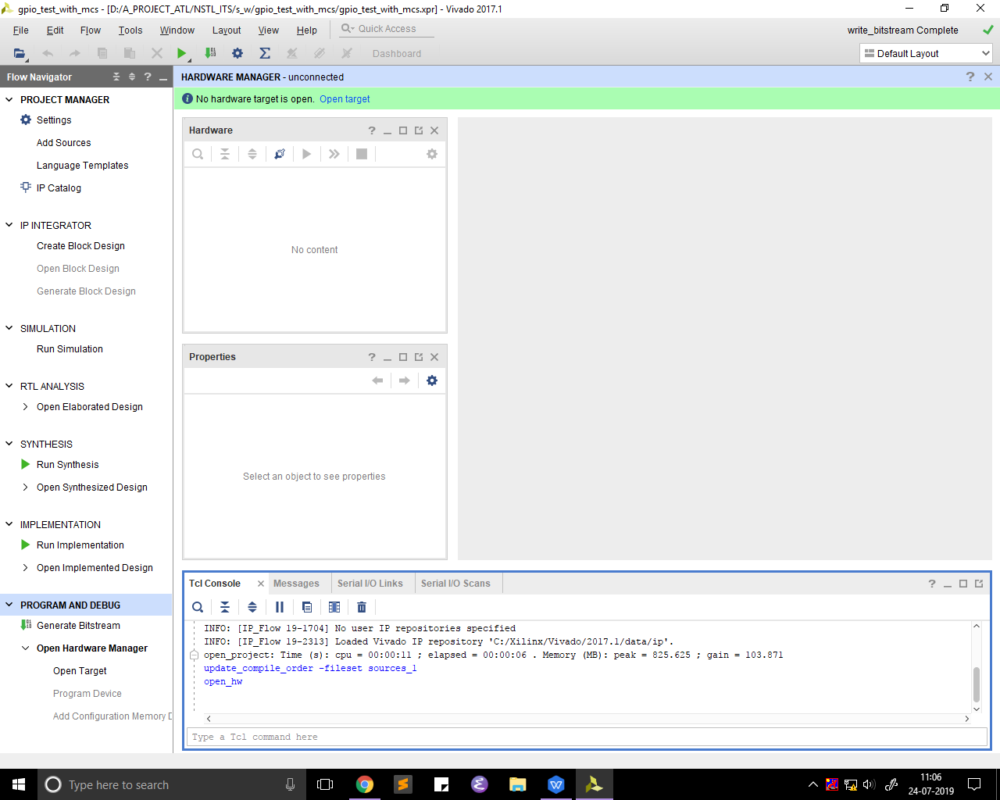 gpio_test_with_mcs - [D:/A_PROJECT_ATL/NSTL_ITS/s_w/gpio_test_with_mcs/gpio_test_with_mcs.xpr] - Vivado 2017.1
File Edit Flow Tools Window Layout View Help Quick Access
write_bitstream Complete
Dashboard
Default Layout
Flow Navigator
PROJECT MANAGER
Settings
Add Sources
Language Templates
IP Catalog
IP INTEGRATOR
Create Block Design
Open Block Design
Generate Block Design
SIMULATION
Run Simulation
RTL ANALYSIS
Open Elaborated Design
SYNTHESIS
Run Synthesis
Open Synthesized Design
IMPLEMENTATION
Run Implementation
Open Implemented Design
PROGRAM AND DEBUG
Generate Bitstream
Open Hardware Manager
Open Target
Program Device
Add Configuration Memory D
HARDWARE MANAGER - unconnected
No hardware target is open. Open target
Hardware
No content
Properties
Select an object to see properties
Tcl Console Messages Serial I/O Links Serial I/O Scans
INFO: [IP_Flow 19-1704] No user IP repositories specified
INFO: [IP_Flow 19-2313] Loaded Vivado IP repository 'C:/Xilinx/Vivado/2017.1/data/ip'.
open_project: Time (s): cpu = 00:00:11 ; elapsed = 00:00:06 . Memory (MB): peak = 825.625 ; gain = 103.871
update_compile_order -fileset sources_1
open_hw
Type a Tcl command here
Type here to search
11:06
24-07-2019